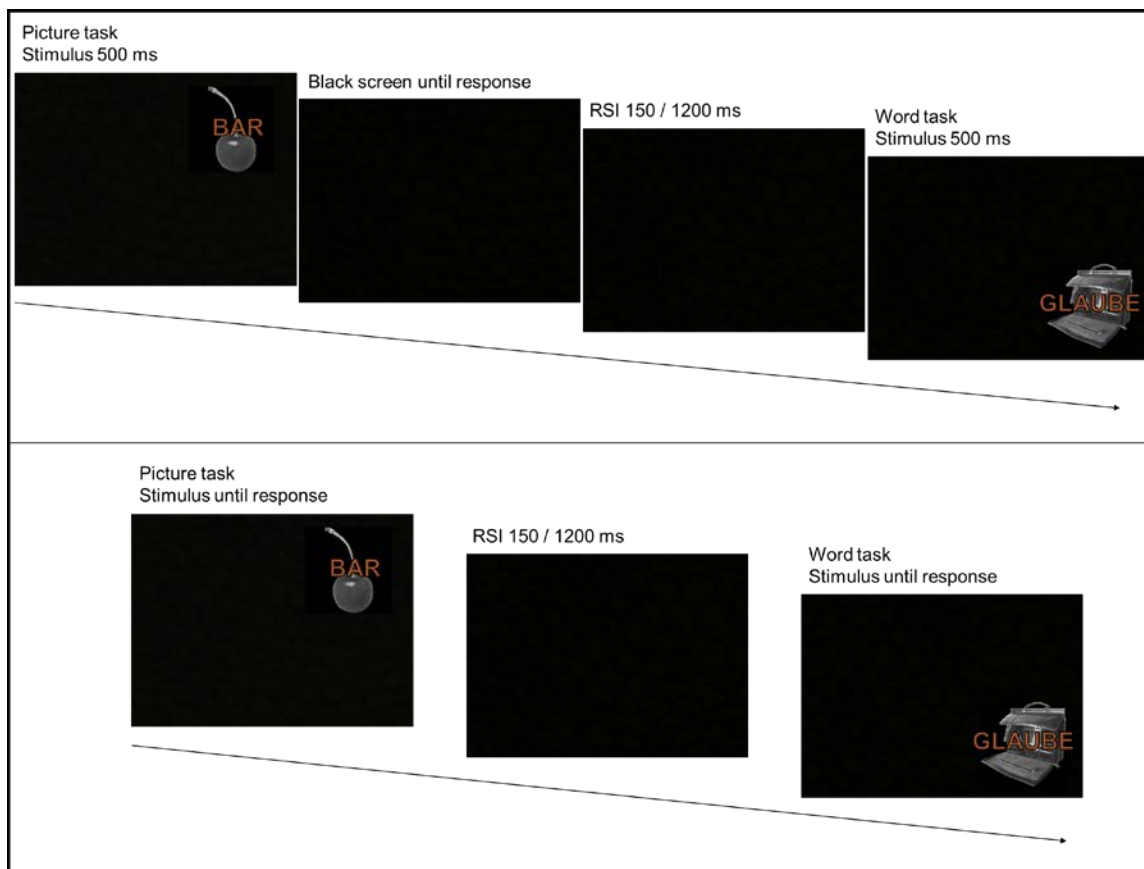 Picture task
Stimulus 500 ms
BAR
Black screen until response
RSI 150 / 1200 ms
Word task
Stimulus 500 ms
GLAUBE
Picture task
Stimulus until response
BAR
RSI 150 / 1200 ms
Word task
Stimulus until response
GLAUBE